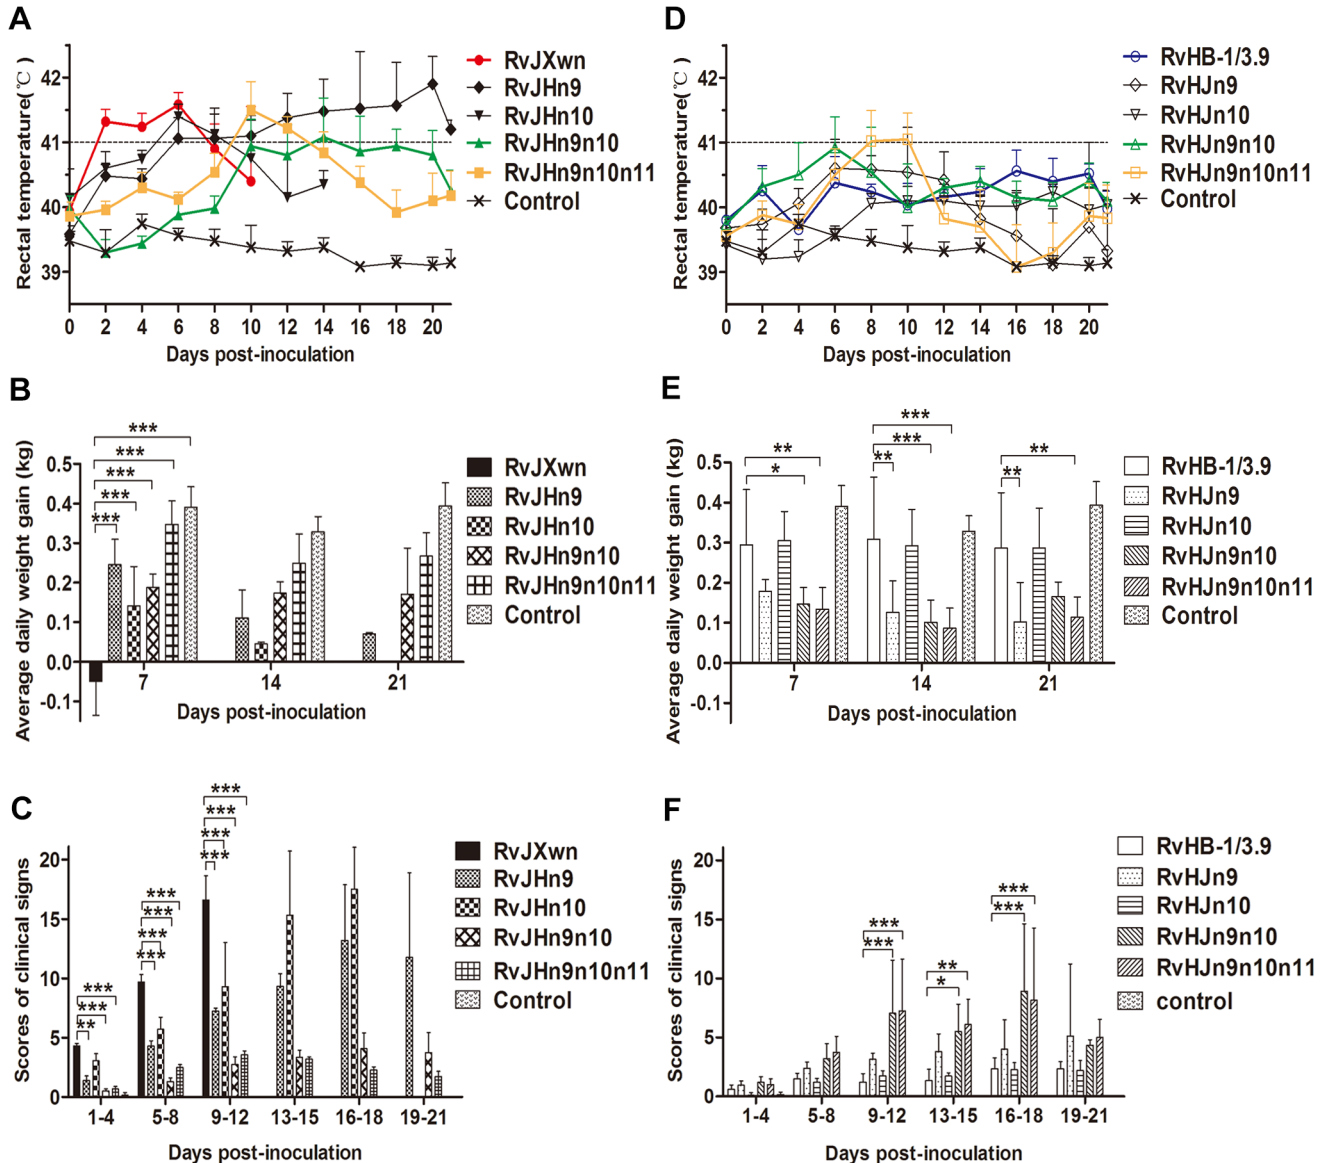 A
Rectal temperature(℃)
42
41
40
39
0 2 4 6 8 10 12 14 16 18 20
Days post-inoculation
RvJXwn
RvJHn9
RvJHn10
RvJHn9n10
RvJHn9n10n11
Control
D
Rectal temperature(℃)
42
41
40
39
0 2 4 6 8 10 12 14 16 18 20
Days post-inoculation
RvHB-1/3.9
RvHJn9
RvHJn10
RvHJn9n10
RvHJn9n10n11
Control
B
Average daily weight gain (kg)
0.5
0.4
0.3
0.2
0.1
0.0
-0.1
***
***
***
***
***
7 14 21
Days post-inoculation
RvJXwn
RvJHn9
RvJHn10
RvJHn9n10
RvJHn9n10n11
Control
E
Average daily weight gain (kg)
0.5
0.4
0.3
0.2
0.1
0.0
-0.1
**
*
***
***
**
**
**
7 14 21
Days post-inoculation
RvHB-1/3.9
RvHJn9
RvHJn10
RvHJn9n10
RvHJn9n10n11
Control
C
Scores of clinical signs
20
15
10
5
0
***
***
**
***
***
***
***
***
***
***
***
1-4 5-8 9-12 13-15 16-18 19-21
Days post-inoculation
RvJXwn
RvJHn9
RvJHn10
RvJHn9n10
RvJHn9n10n11
Control
F
Scores of clinical signs
20
15
10
5
0
***
***
**
*
***
***
1-4 5-8 9-12 13-15 16-18 19-21
Days post-inoculation
RvHB-1/3.9
RvHJn9
RvHJn10
RvHJn9n10
RvHJn9n10n11
control